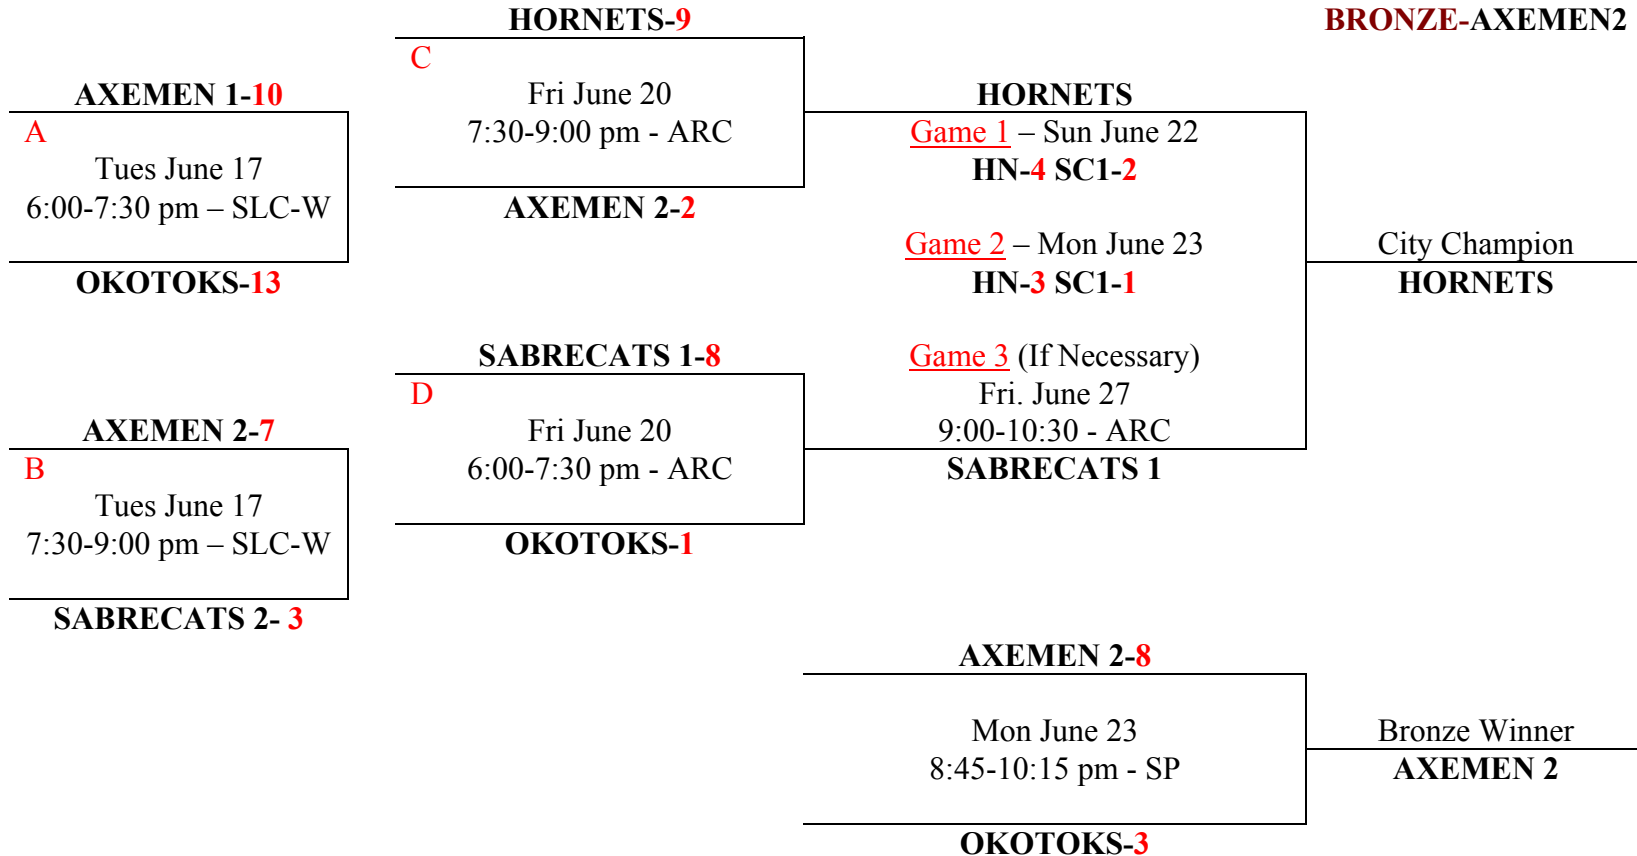 HORNETS-9
BRONZE-AXEMEN2
C
AXEMEN 1-10
A
Tues June 17
6:00-7:30 pm – SLC-W
OKOTOKS-13
Fri June 20
7:30-9:00 pm - ARC
AXEMEN 2-2
HORNETS
Game 1 – Sun June 22
HN-4 SC1-2
Game 2 – Mon June 23
HN-3 SC1-1
Game 3 (If Necessary)
Fri. June 27
9:00-10:30 - ARC
SABRECATS 1
City Champion
HORNETS
SABRECATS 1-8
D
Fri June 20
6:00-7:30 pm - ARC
OKOTOKS-1
AXEMEN 2-7
B
Tues June 17
7:30-9:00 pm – SLC-W
SABRECATS 2- 3
AXEMEN 2-8
Mon June 23
8:45-10:15 pm - SP
OKOTOKS-3
Bronze Winner
AXEMEN 2